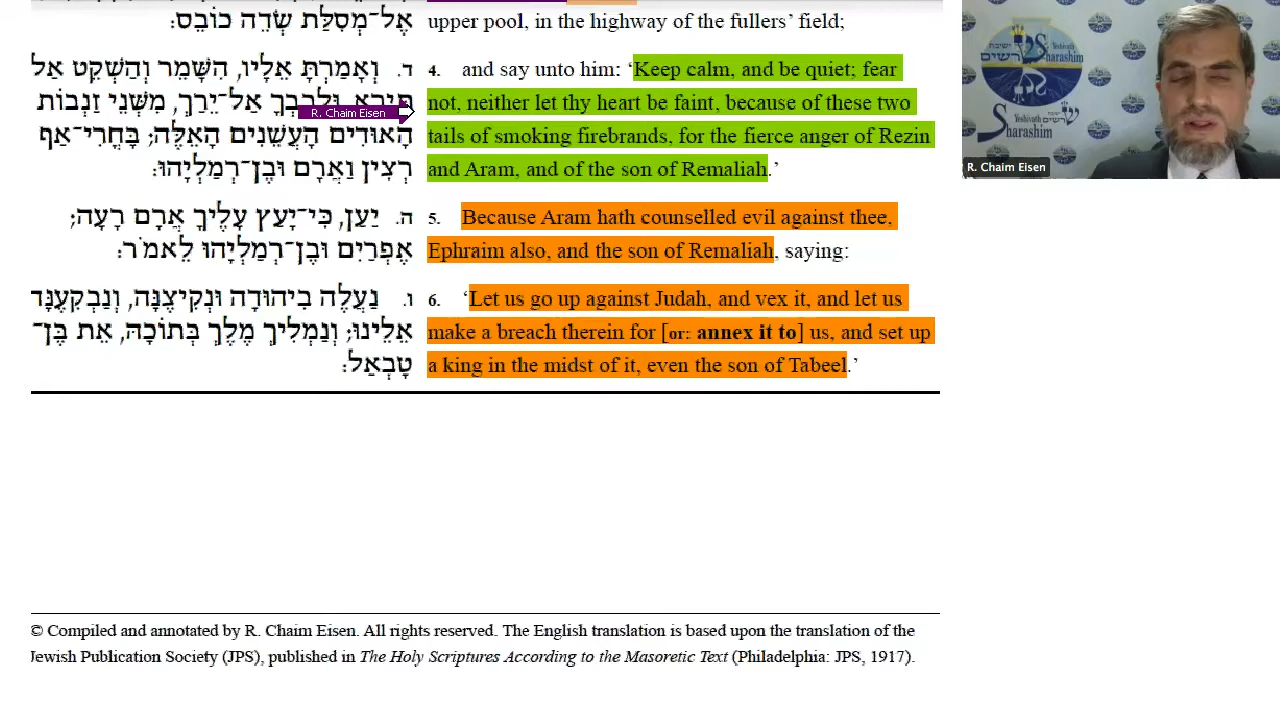 אֶל־מְסִלַּת שְׂדֵה כוֹבֵס׃
upper pool, in the highway of the fullers’ field;
ד. וְאָמַרְתָּ אֵלָיו, הִשָּׁמֵר וְהַשְׁקֵט אַל
תִּירָא וּלְבָבְךָ אַל־יֵרַךְ, מִשְּׁנֵי זַנְבוֹת
הָאוּדִים הָעֲשֵׁנִים הָאֵלֶּה; בָּחֳרִי־אַף
רְצִין וַאֲרָם וּבֶן־רְמַלְיָהוּ׃
4. and say unto him: ‘Keep calm, and be quiet; fear
not, neither let thy heart be faint, because of these two
tails of smoking firebrands, for the fierce anger of Rezin
and Aram, and of the son of Remaliah.’
R. Chaim Eisen
ה. יַעַן, כִּי־יָעַץ עָלֶיךָ אֲרָם רָעָה;
אֶפְרַיִם וּבֶן־רְמַלְיָהוּ לֵאמֹר׃
5. Because Aram hath counselled evil against thee,
Ephraim also, and the son of Remaliah, saying:
ו. נַעֲלֶה בִיהוּדָה וּנְקִיצֶנָּה, וְנַבְקִעֶנָּה
אֵלֵינוּ; וְנַמְלִיךְ מֶלֶךְ בְּתוֹכָהּ, אֵת בֶּן־
טָבְאַל׃
6. ‘Let us go up against Judah, and vex it, and let us
make a breach therein for [or: annex it to] us, and set up
a king in the midst of it, even the son of Tabeel.’
© Compiled and annotated by R. Chaim Eisen. All rights reserved. The English translation is based upon the translation of the
Jewish Publication Society (JPS), published in The Holy Scriptures According to the Masoretic Text (Philadelphia: JPS, 1917).
Yeshivath
Sharashim
ישיבת
שרשים
Sharashim
R. Chaim Eisen